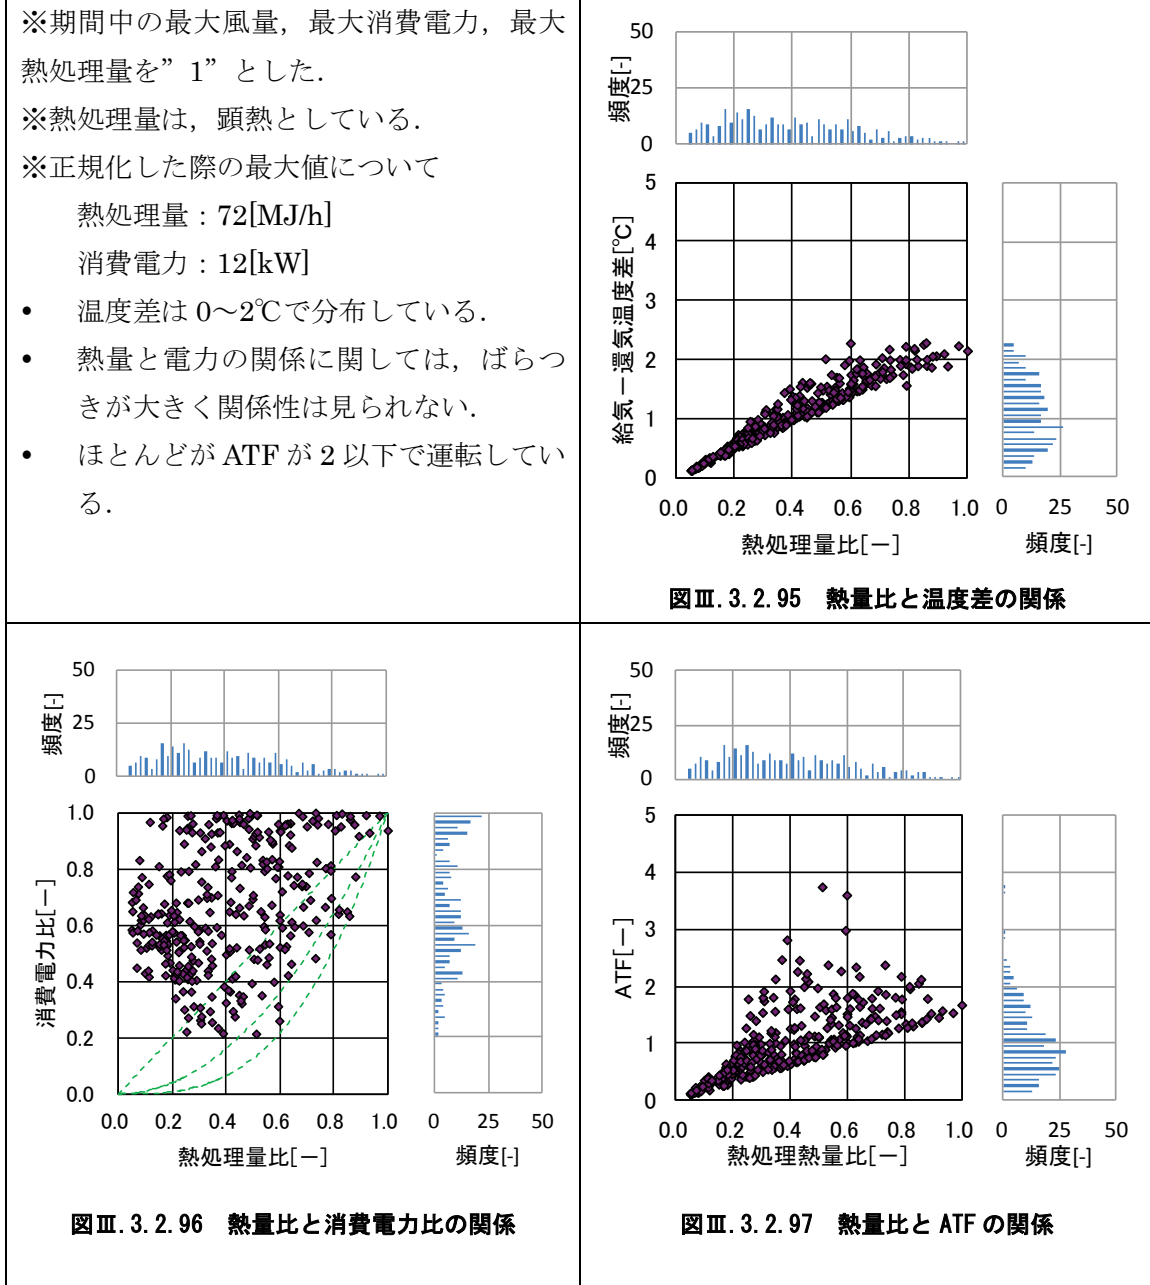 ※期間中の最大風量，最大消費電力，最大
熱処理量を”1”とした．
※熱処理量は，顕熱としている．
※正規化した際の最大値について
熱処理量：72[MJ/h]
消費電力：12[kW]
• 温度差は 0～2℃で分布している．
• 熱量と電力の関係に関しては，ばらつ
きが大きく関係性は見られない．
• ほとんどが ATF が 2 以下で運転してい
る．
50
25
0
頻度[-]
5
4
3
2
1
0
給気－還気温度差[℃]
0.0 0.2 0.4 0.6 0.8 1.0
熱処理量比[－]
0 25 50
頻度[-]
図Ⅲ.3.2.95 熱量比と温度差の関係
50
25
0
頻度[-]
1.0
0.8
0.6
0.4
0.2
0.0
消費電力比[－]
0.0 0.2 0.4 0.6 0.8 1.0
熱処理量比[－]
0 25 50
頻度[-]
図Ⅲ.3.2.96 熱量比と消費電力比の関係
50
25
0
頻度[-]
5
4
3
2
1
0
ATF[－]
0.0 0.2 0.4 0.6 0.8 1.0
熱処理熱量比[－]
0 25 50
頻度[-]
図Ⅲ.3.2.97 熱量比と ATF の関係